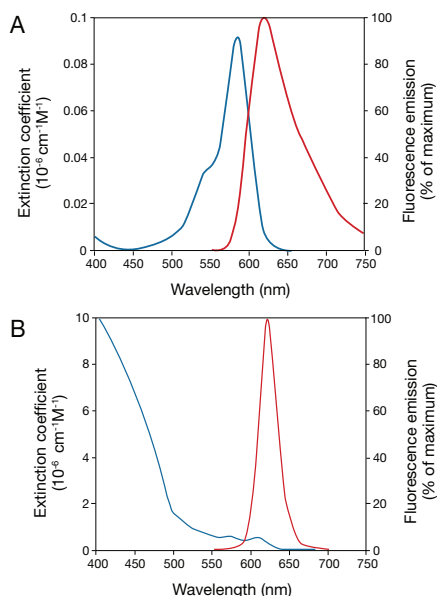 A
Extinction coefficient
(10⁻⁶ cm⁻¹M⁻¹)
0.1
0.08
0.06
0.04
0.02
0
100
80
60
40
20
0
Fluorescence emission
(% of maximum)
400 450 500 550 600 650 700 750
Wavelength (nm)
B
Extinction coefficient
(10⁻⁶ cm⁻¹M⁻¹)
10
8
6
4
2
0
100
80
60
40
20
0
Fluorescence emission
(% of maximum)
400 450 500 550 600 650 700 750
Wavelength (nm)